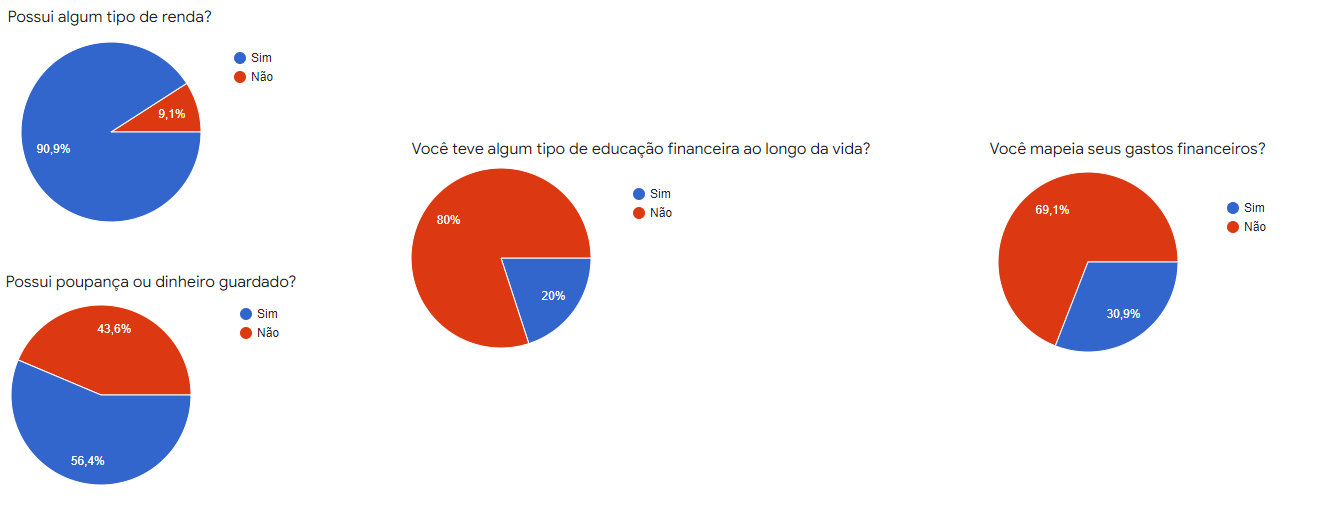 Possui algum tipo de renda?
Sim
Não
9,1%
90,9%
Possui poupança ou dinheiro guardado?
Sim
Não
43,6%
56,4%
Você teve algum tipo de educação financeira ao longo da vida?
Sim
Não
80%
20%
Você mapeia seus gastos financeiros?
Sim
Não
69,1%
30,9%